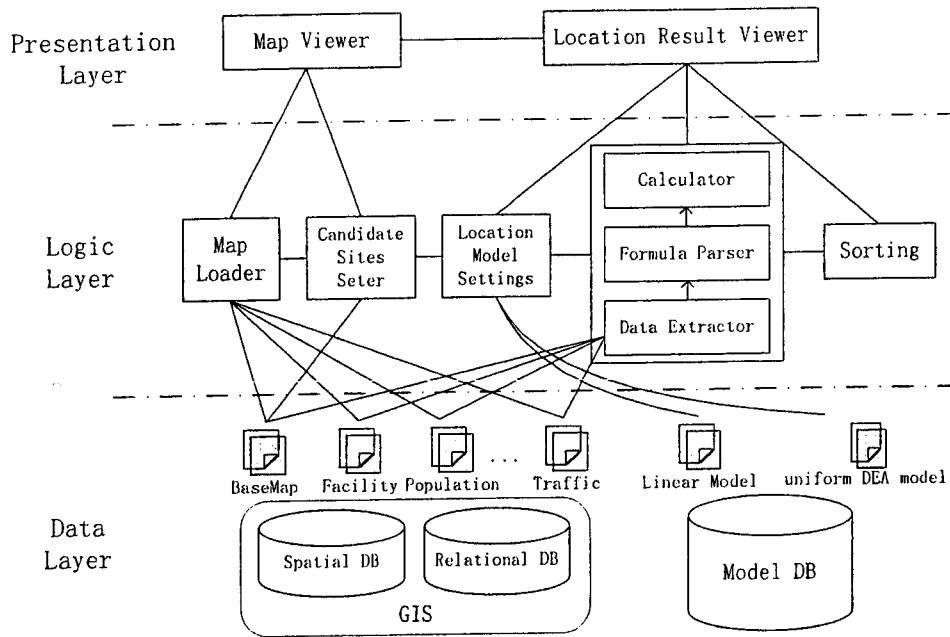 Presentation
Layer
Map Viewer
Location Result Viewer
Logic
Layer
Map
Loader
Candidate
Sites
Seter
Location
Model
Settings
Calculator
Formula Parser
Data Extractor
Sorting
BaseMap
Facility
Population
...
Traffic
Linear Model
uniform DEA model
Data
Layer
Spatial DB
Relational DB
GIS
Model DB